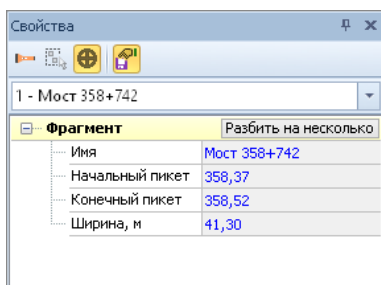 Свойства
1 - Мост 358+742
Фрагмент Разбить на несколько
Имя Мост 358+742
Начальный пикет 358,37
Конечный пикет 358,52
Ширина, м 41,30